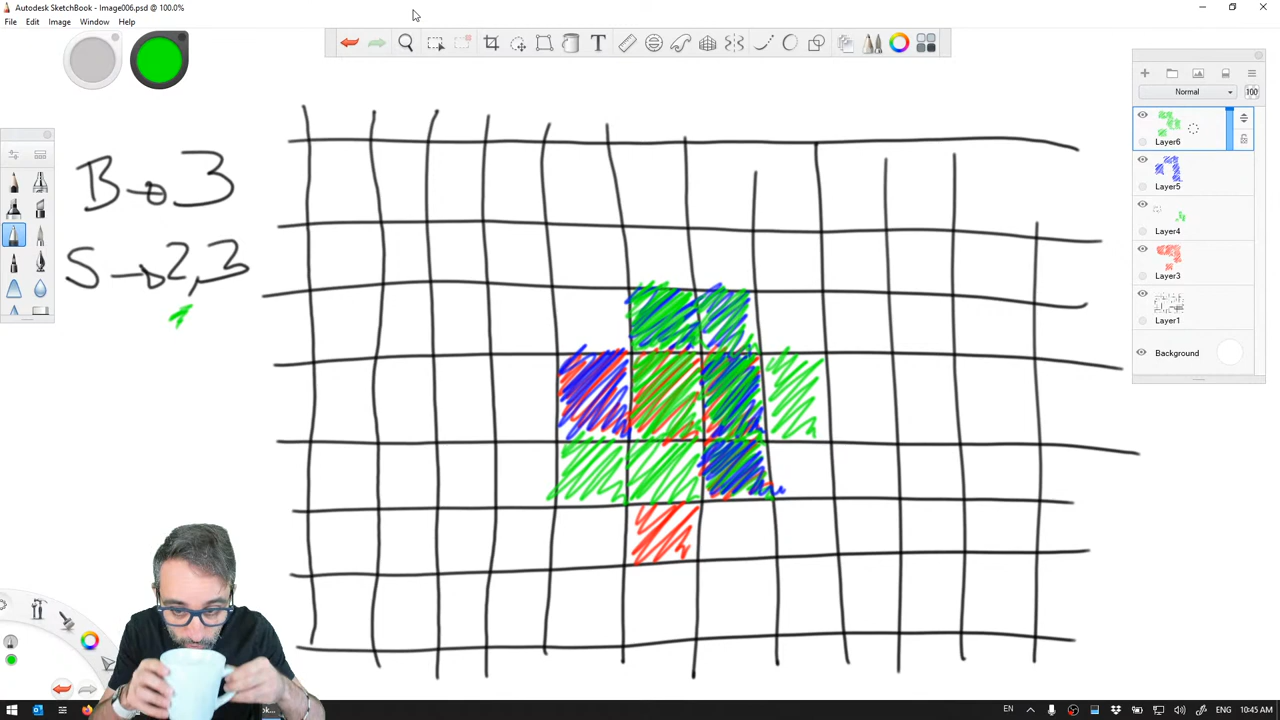 Autodesk SketchBook - Image006.psd @ 100.0%
File Edit Image Window Help
T
Normal 100
Layer6
Layer5
Layer4
Layer3
Layer1
Background
B→3
S→2,3
EN 10:45 AM